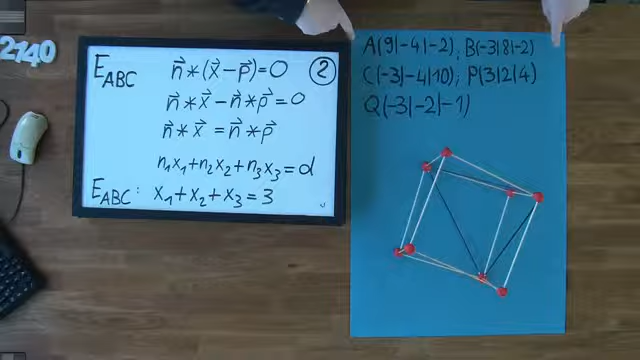 2140
E_ABC n⃗ * (x⃗ − p⃗) = 0 ②
n⃗ * x⃗ − n⃗ * p⃗ = 0
n⃗ * x⃗ = n⃗ * p⃗
n₁x₁+n₂x₂+n₃x₃=d
E_ABC: x₁+x₂+x₃=3
A(9|-4|-2); B(-3|8|-2)
C(-3|-4|10); P(3|2|4)
Q(-3|-2|-1)